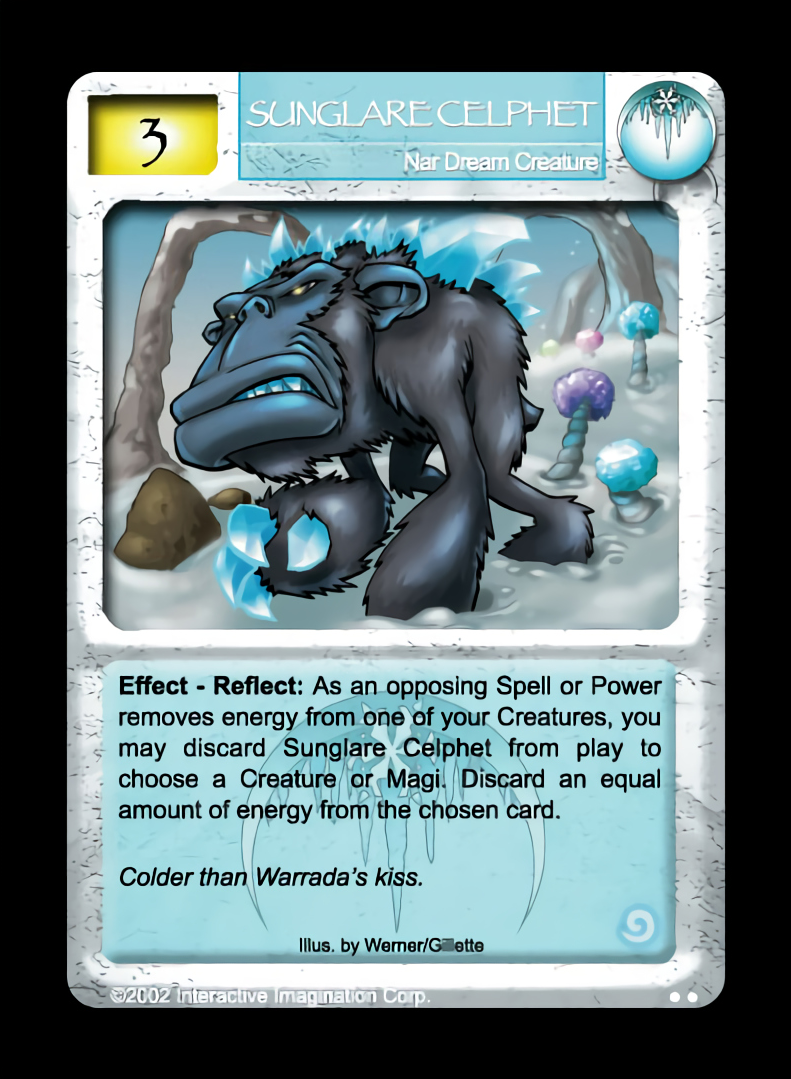 3
SUNGLARE CELPHET
Nar Dream Creature
Effect - Reflect: As an opposing Spell or Power
removes energy from one of your Creatures, you
may discard Sunglare Celphet from play to
choose a Creature or Magi. Discard an equal
amount of energy from the chosen card.
Colder than Warrada's kiss.
Illus. by
©2002 Interactive Imagination Corp.